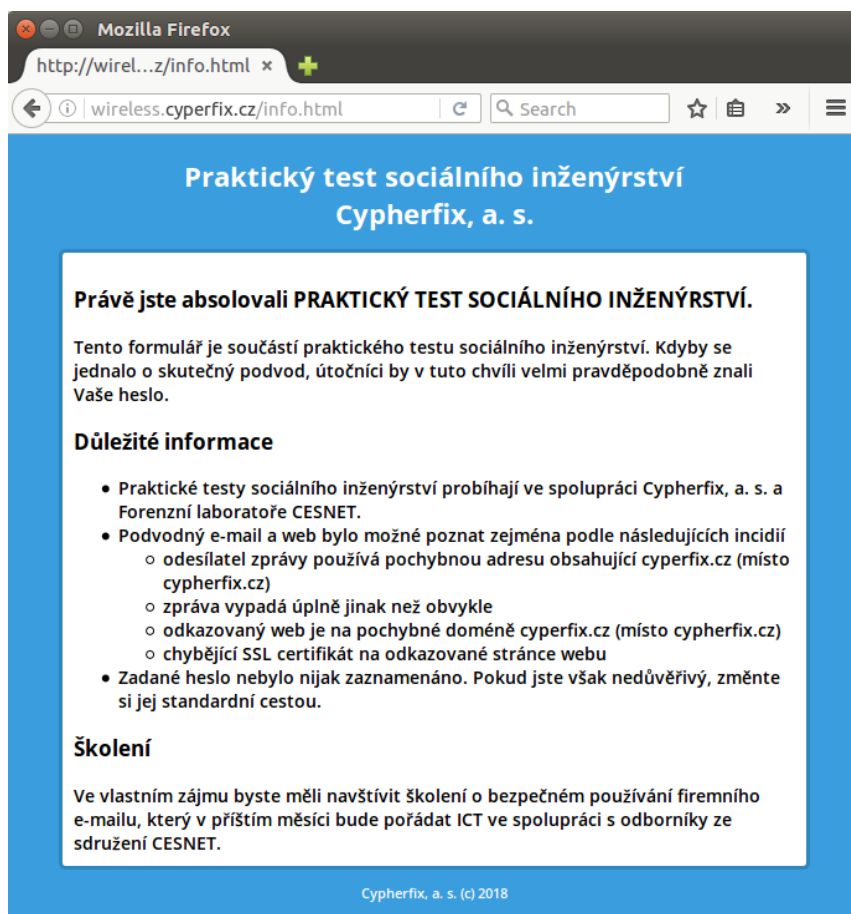 Mozilla Firefox
http://wirel...z/info.html
wireless.cyperfix.cz/info.html
Search
Praktický test sociálního inženýrství
Cypherfix, a. s.
Právě jste absolovali PRAKTICKÝ TEST SOCIÁLNÍHO INŽENÝRSTVÍ.
Tento formulář je součástí praktického testu sociálního inženýrství. Kdyby se
jednalo o skutečný podvod, útočníci by v tuto chvíli velmi pravděpodobně znali
Vaše heslo.
Důležité informace
Praktické testy sociálního inženýrství probíhají ve spolupráci Cypherfix, a. s. a
Forenzní laboratoře CESNET.
Podvodný e-mail a web bylo možné poznat zejména podle následujících incidií
odesílatel zprávy používá pochybnou adresu obsahující cyperfix.cz (místo
cypherfix.cz)
zpráva vypadá úplně jinak než obvykle
odkazovaný web je na pochybné doméně cyperfix.cz (místo cypherfix.cz)
chybějící SSL certifikát na odkazované stránce webu
Zadané heslo nebylo nijak zaznamenáno. Pokud jste však nedůvěřivý, změnte
si jej standardní cestou.
Školení
Ve vlastním zájmu byste měli navštívit školení o bezpečném používání firemního
e-mailu, který v příštím měsíci bude pořádat ICT ve spolupráci s odborníky ze
sdružení CESNET.
Cypherfix, a. s. (c) 2018